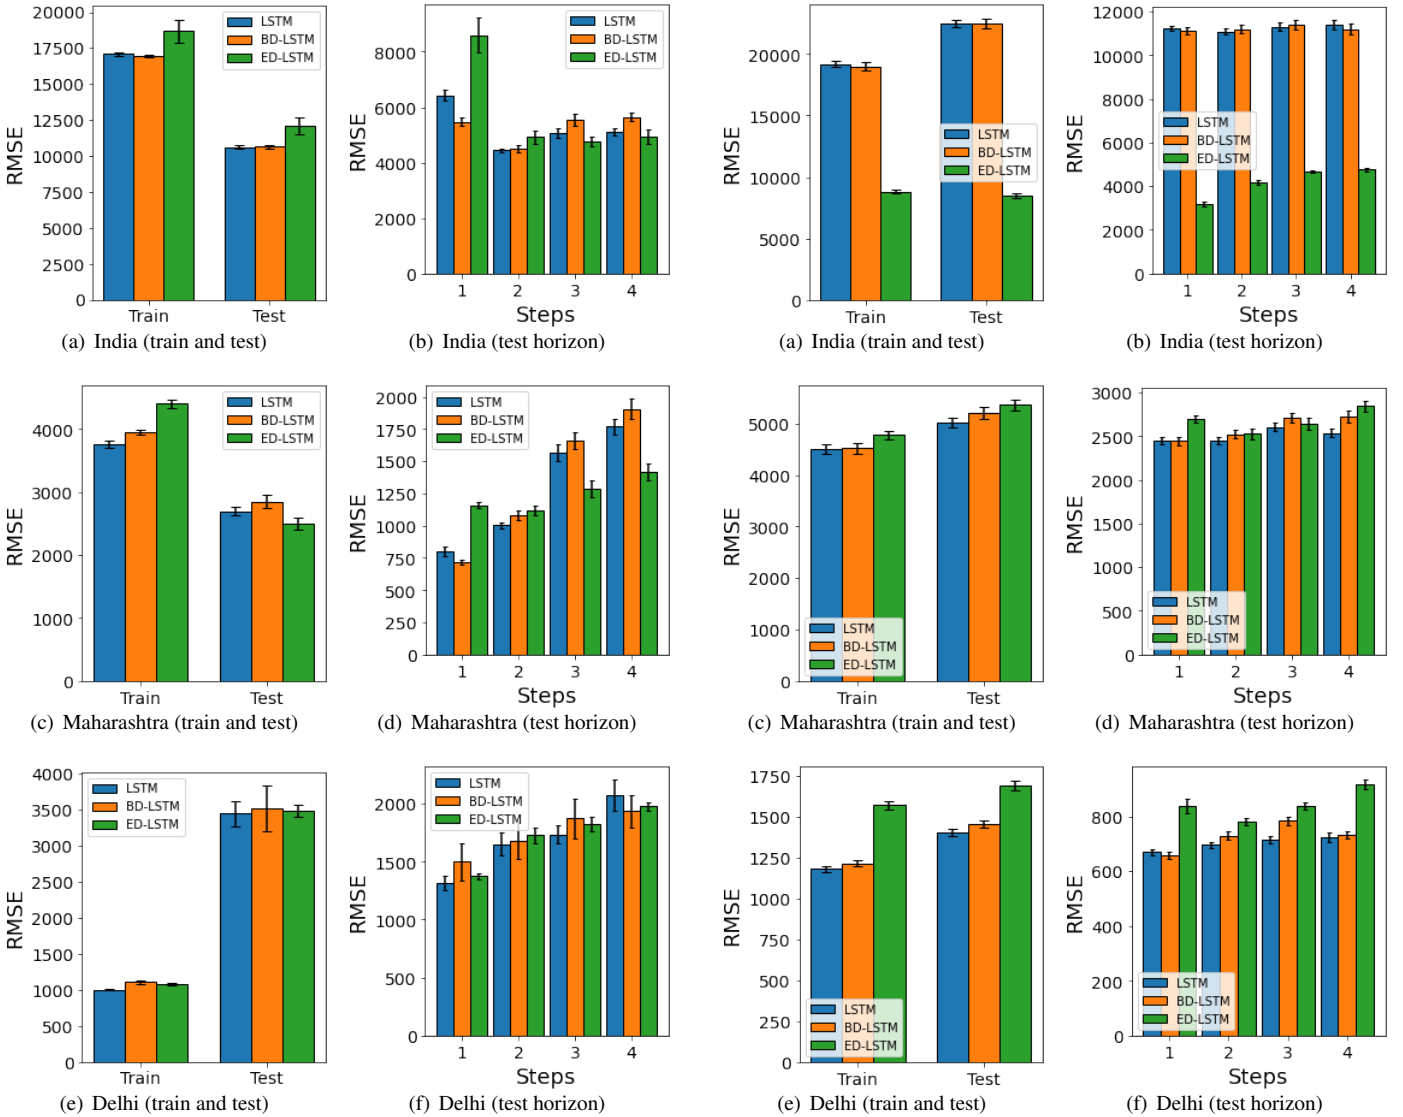 20000
17500
15000
12500
10000
7500
5000
2500
0
RMSE
LSTM
BD-LSTM
ED-LSTM
Train
Test
(a) India (train and test)
8000
6000
4000
2000
0
RMSE
LSTM
BD-LSTM
ED-LSTM
1 2 3 4
Steps
(b) India (test horizon)
20000
15000
10000
5000
0
RMSE
LSTM
BD-LSTM
ED-LSTM
Train
Test
(a) India (train and test)
12000
10000
8000
6000
4000
2000
0
RMSE
LSTM
BD-LSTM
ED-LSTM
1 2 3 4
Steps
(b) India (test horizon)
4000
3000
2000
1000
0
RMSE
LSTM
BD-LSTM
ED-LSTM
Train
Test
(c) Maharashtra (train and test)
2000
1750
1500
1250
1000
750
500
250
0
RMSE
LSTM
BD-LSTM
ED-LSTM
1 2 3 4
Steps
(d) Maharashtra (test horizon)
5000
4000
3000
2000
1000
0
RMSE
LSTM
BD-LSTM
ED-LSTM
Train
Test
(c) Maharashtra (train and test)
3000
2500
2000
1500
1000
500
0
RMSE
LSTM
BD-LSTM
ED-LSTM
1 2 3 4
Steps
(d) Maharashtra (test horizon)
4000
3500
3000
2500
2000
1500
1000
500
0
RMSE
LSTM
BD-LSTM
ED-LSTM
Train
Test
(e) Delhi (train and test)
2000
1500
1000
500
0
RMSE
LSTM
BD-LSTM
ED-LSTM
1 2 3 4
Steps
(f) Delhi (test horizon)
1750
1500
1250
1000
750
500
250
0
RMSE
LSTM
BD-LSTM
ED-LSTM
Train
Test
(e) Delhi (train and test)
800
600
400
200
0
RMSE
LSTM
BD-LSTM
ED-LSTM
1 2 3 4
Steps
(f) Delhi (test horizon)